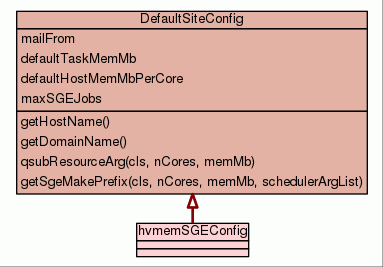 DefaultSiteConfig
mailFrom
defaultTaskMemMb
defaultHostMemMbPerCore
maxSGEJobs
getHostName()
getDomainName()
qsubResourceArg(cls, nCores, memMb)
getSgeMakePrefix(cls, nCores, memMb, schedulerArgList)
hvmemSGEConfig